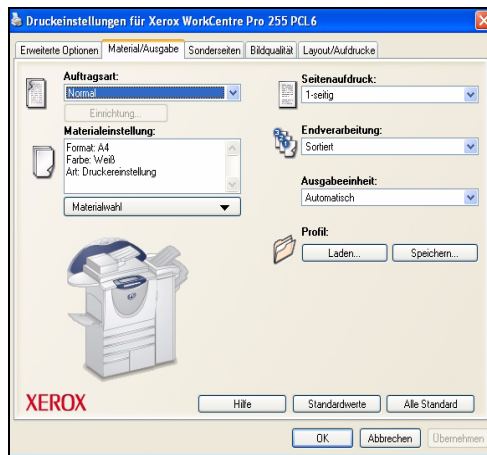 Druckeinstellungen für Xerox WorkCentre Pro 255 PCL6
Erweiterte Optionen
Material/Ausgabe
Sonderseiten
Bildqualität
Layout/Aufdrucke
Auftragsart:
Normal
Einrichtung...
Materialeinstellung:
Format: A4
Farbe: Weiß
Art: Druckereinstellung
Materialwahl
Seitenaufdruck:
1-seitig
Endverarbeitung:
Sortiert
Ausgabeeinheit:
Automatisch
Profil:
Laden...
Speichern...
XEROX
Hilfe
Standardwerte
Alle Standard
OK
Abbrechen
Übernehmen